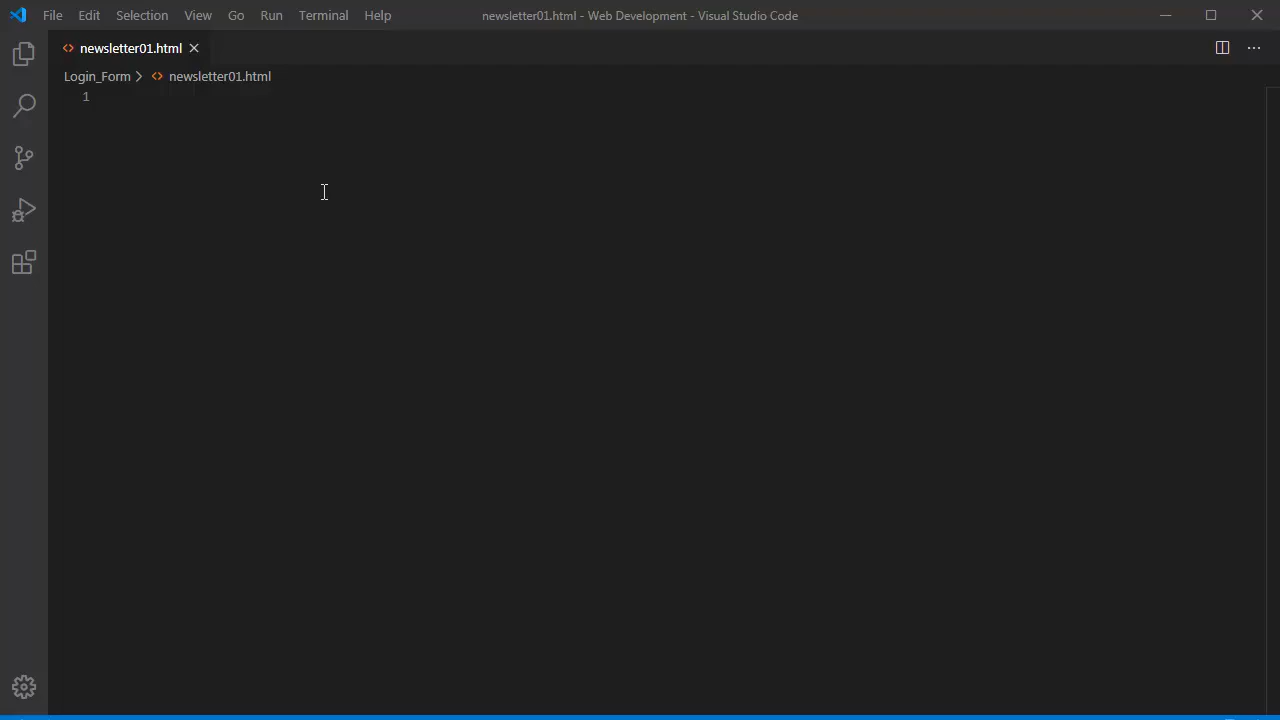 File Edit Selection View Go Run Terminal Help newsletter01.html - Web Development - Visual Studio Code
newsletter01.html
Login_Form > newsletter01.html
1